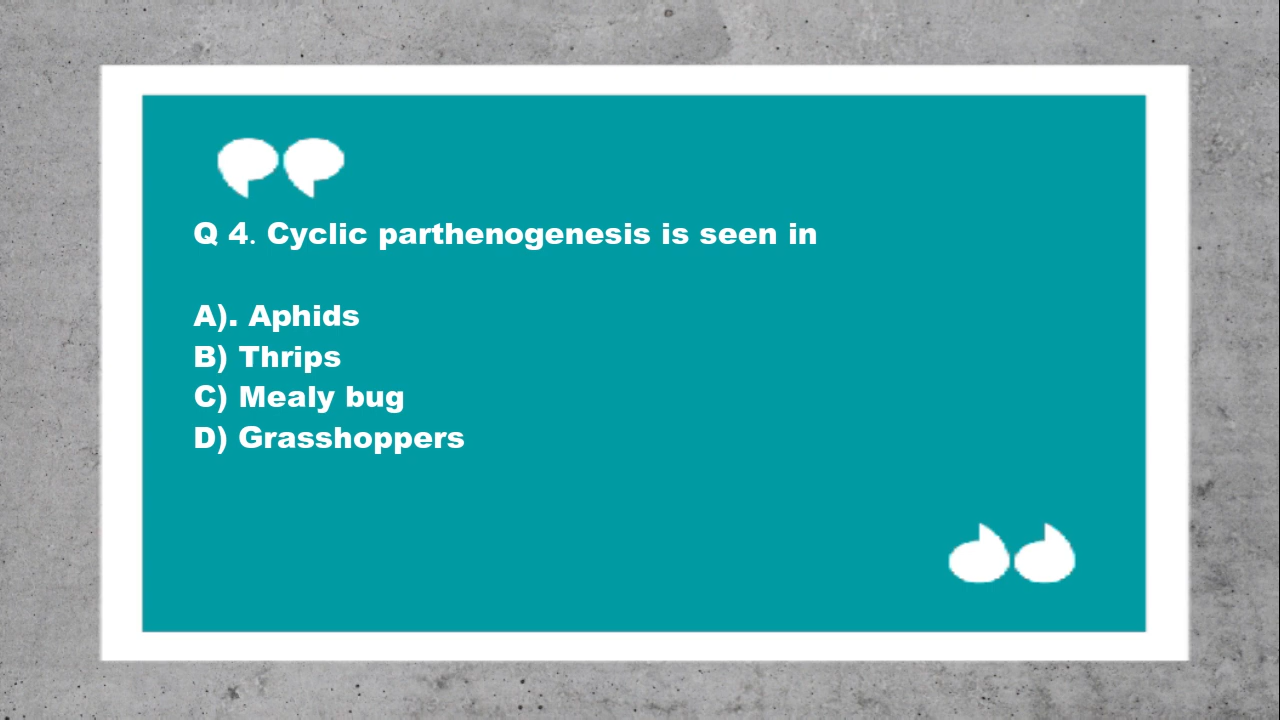 Q 4. Cyclic parthenogenesis is seen in
A). Aphids
B) Thrips
C) Mealy bug
D) Grasshoppers